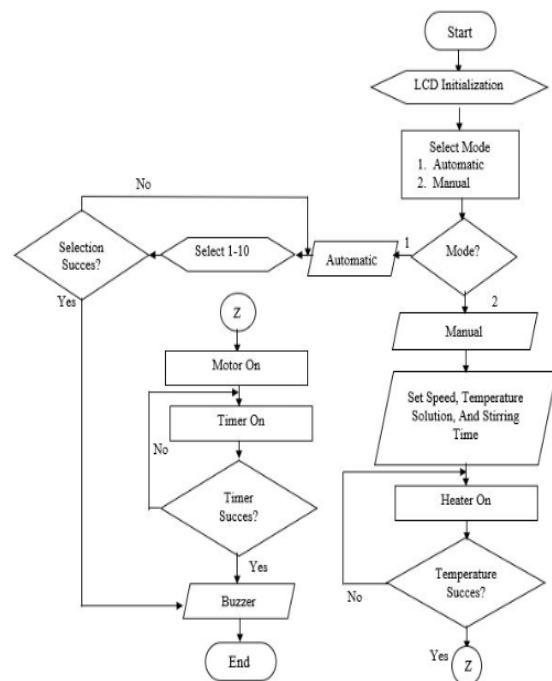 Start
LCD Initialization
Select Mode
1. Automatic
2. Manual
Mode?
1
Automatic
Select 1-10
No
Selection
Succes?
Yes
2
Manual
Set Speed, Temperature
Solution, And Stirring
Time
Heater On
Temperature
Succes?
No
Yes
Z
Z
Motor On
Timer On
No
Timer
Succes?
Yes
Buzzer
End